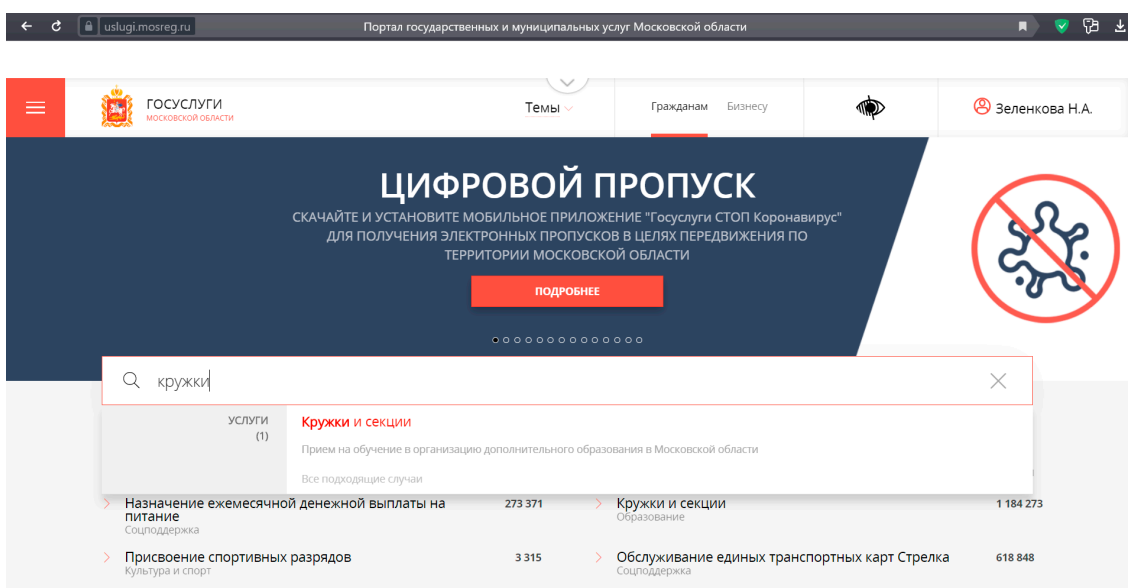 uslugi.mosreg.ru
Портал государственных и муниципальных услуг Московской области
ГОСУСЛУГИ
МОСКОВСКОЙ ОБЛАСТИ
Темы
Гражданам
Бизнесу
Зеленкова Н.А.
ЦИФРОВОЙ ПРОПУСК
СКАЧАЙТЕ И УСТАНОВИТЕ МОБИЛЬНОЕ ПРИЛОЖЕНИЕ "Госуслуги СТОП Коронавирус"
ДЛЯ ПОЛУЧЕНИЯ ЭЛЕКТРОННЫХ ПРОПУСКОВ В ЦЕЛЯХ ПЕРЕДВИЖЕНИЯ ПО
ТЕРРИТОРИИ МОСКОВСКОЙ ОБЛАСТИ
ПОДРОБНЕЕ
кружки
УСЛУГИ
(1)
Кружки и секции
Прием на обучение в организацию дополнительного образования в Московской области
Все подходящие случаи
Назначение ежемесячной денежной выплаты на
питание
Соцподдержка
273 371
Кружки и секции
Образование
1 184 273
Присвоение спортивных разрядов
Культура и спорт
3 315
Обслуживание единых транспортных карт Стрелка
Соцподдержка
618 848